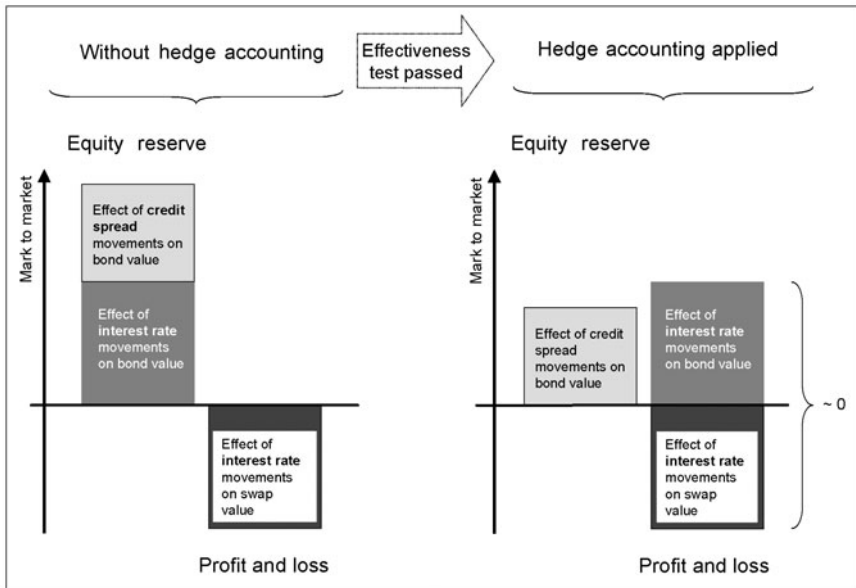 Without hedge accounting
Effectiveness
test passed
Hedge accounting applied
Equity reserve
Mark to market
Effect of credit
spread
movements on
bond value
Effect of
interest rate
movements
on bond value
Effect of
interest rate
movements
on swap
value
Profit and loss
Equity reserve
Mark to market
Effect of credit
spread
movements on
bond value
Effect of
interest rate
movements
on bond value
Effect of
interest rate
movements
on swap
value
~ 0
Profit and loss